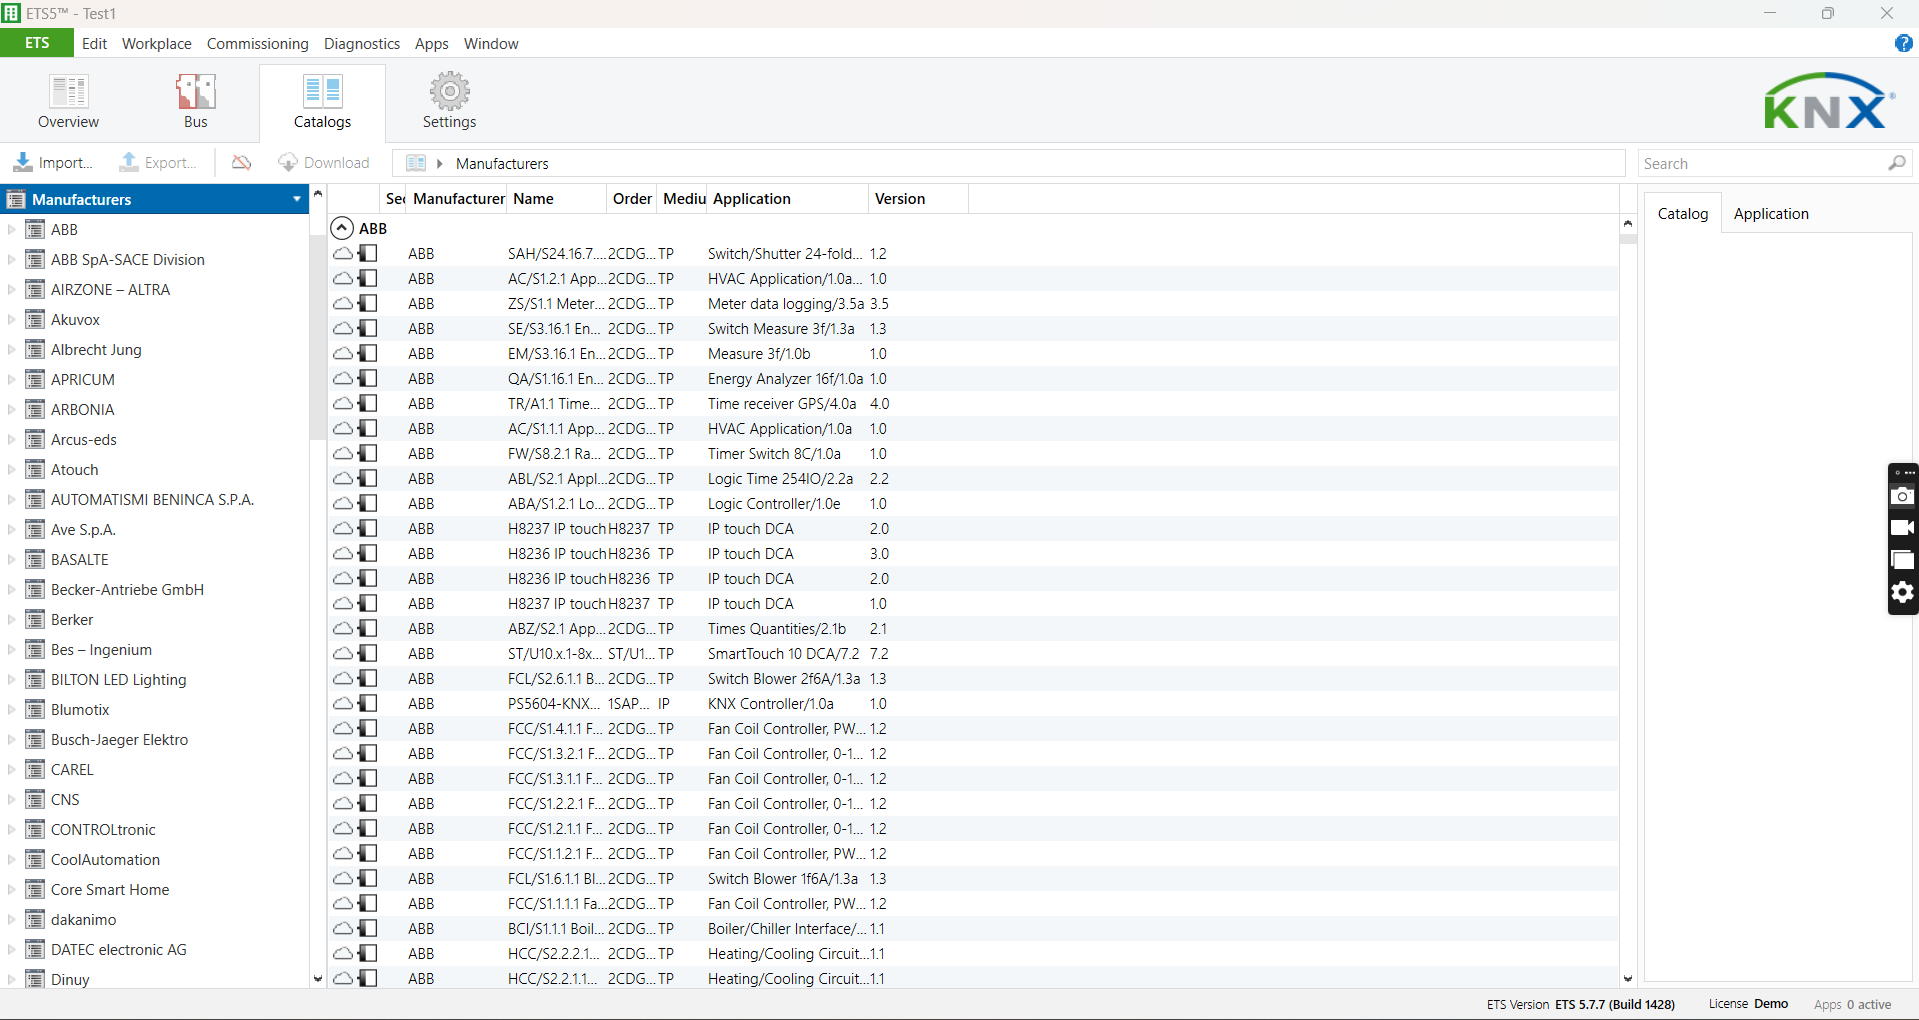 ETS5™ - Test1
ETS Edit Workplace Commissioning Diagnostics Apps Window ?
Overview Bus Catalogs Settings
KNX®
Import... Export... Download Manufacturers Search
Manufacturers
ABB
ABB SpA-SACE Division
AIRZONE – ALTRA
Akuvox
Albrecht Jung
APRICUM
ARBONIA
Arcus-eds
Atouch
AUTOMATISMI BENINCA S.P.A.
Ave S.p.A.
BASALTE
Becker-Antriebe GmbH
Berker
Bes – Ingenium
BILTON LED Lighting
Blumotix
Busch-Jaeger Elektro
CAREL
CNS
CONTROLtronic
CoolAutomation
Core Smart Home
dakanimo
DATEC electronic AG
Dinuy
Sec Manufacturer Name Order Mediu Application Version
ABB
ABB SAH/S24.16.7.... 2CDG... TP Switch/Shutter 24-fold... 1.2
ABB AC/S1.2.1 App... 2CDG... TP HVAC Application/1.0a... 1.0
ABB ZS/S1.1 Meter... 2CDG... TP Meter data logging/3.5a 3.5
ABB SE/S3.16.1 En... 2CDG... TP Switch Measure 3f/1.3a 1.3
ABB EM/S3.16.1 En... 2CDG... TP Measure 3f/1.0b 1.0
ABB QA/S1.16.1 En... 2CDG... TP Energy Analyzer 16f/1.0a 1.0
ABB TR/A1.1 Time... 2CDG... TP Time receiver GPS/4.0a 4.0
ABB AC/S1.1.1 App... 2CDG... TP HVAC Application/1.0a 1.0
ABB FW/S8.2.1 Ra... 2CDG... TP Timer Switch 8C/1.0a 1.0
ABB ABL/S2.1 Appl... 2CDG... TP Logic Time 254IO/2.2a 2.2
ABB ABA/S1.2.1 Lo... 2CDG... TP Logic Controller/1.0e 1.0
ABB H8237 IP touch H8237 TP IP touch DCA 2.0
ABB H8236 IP touch H8236 TP IP touch DCA 3.0
ABB H8236 IP touch H8236 TP IP touch DCA 2.0
ABB H8237 IP touch H8237 TP IP touch DCA 1.0
ABB ABZ/S2.1 App... 2CDG... TP Times Quantities/2.1b 2.1
ABB ST/U10.x.1-8x... ST/U1... TP SmartTouch 10 DCA/7.2 7.2
ABB FCL/S2.6.1.1 B... 2CDG... TP Switch Blower 2f6A/1.3a 1.3
ABB PS5604-KNX... 1SAP... IP KNX Controller/1.0a 1.0
ABB FCC/S1.4.1.1 F... 2CDG... TP Fan Coil Controller, PW... 1.2
ABB FCC/S1.3.2.1 F... 2CDG... TP Fan Coil Controller, 0-1... 1.2
ABB FCC/S1.3.1.1 F... 2CDG... TP Fan Coil Controller, 0-1... 1.2
ABB FCC/S1.2.2.1 F... 2CDG... TP Fan Coil Controller, 0-1... 1.2
ABB FCC/S1.2.1.1 F... 2CDG... TP Fan Coil Controller, 0-1... 1.2
ABB FCC/S1.1.2.1 F... 2CDG... TP Fan Coil Controller, PW... 1.2
ABB FCL/S1.6.1.1 Bl... 2CDG... TP Switch Blower 1f6A/1.3a 1.3
ABB FCC/S1.1.1.1 Fa... 2CDG... TP Fan Coil Controller, PW... 1.2
ABB BCI/S1.1.1 Boil... 2CDG... TP Boiler/Chiller Interface/... 1.1
ABB HCC/S2.2.2.1... 2CDG... TP Heating/Cooling Circuit... 1.1
ABB HCC/S2.2.1.1... 2CDG... TP Heating/Cooling Circuit... 1.1
Catalog Application
ETS Version ETS 5.7.7 (Build 1428) License Demo Apps 0 active